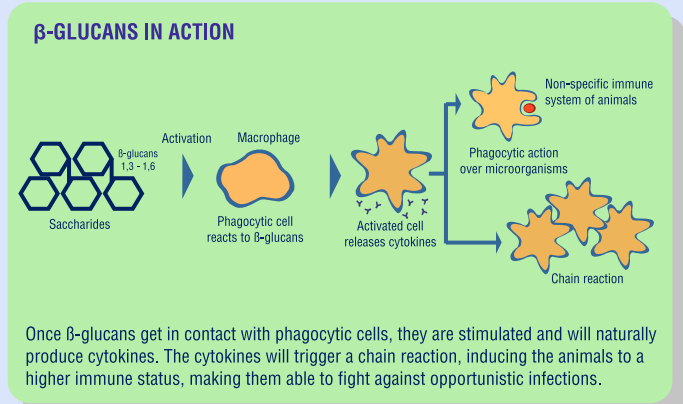 β-GLUCANS IN ACTION
ß-glucans
1,3 - 1,6
Saccharides
Activation
Macrophage
Phagocytic cell
reacts to ß-glucans
Activated cell
releases cytokines
Non-specific immune
system of animals
Phagocytic action
over microorganisms
Chain reaction
Once ß-glucans get in contact with phagocytic cells, they are stimulated and will naturally
produce cytokines. The cytokines will trigger a chain reaction, inducing the animals to a
higher immune status, making them able to fight against opportunistic infections.